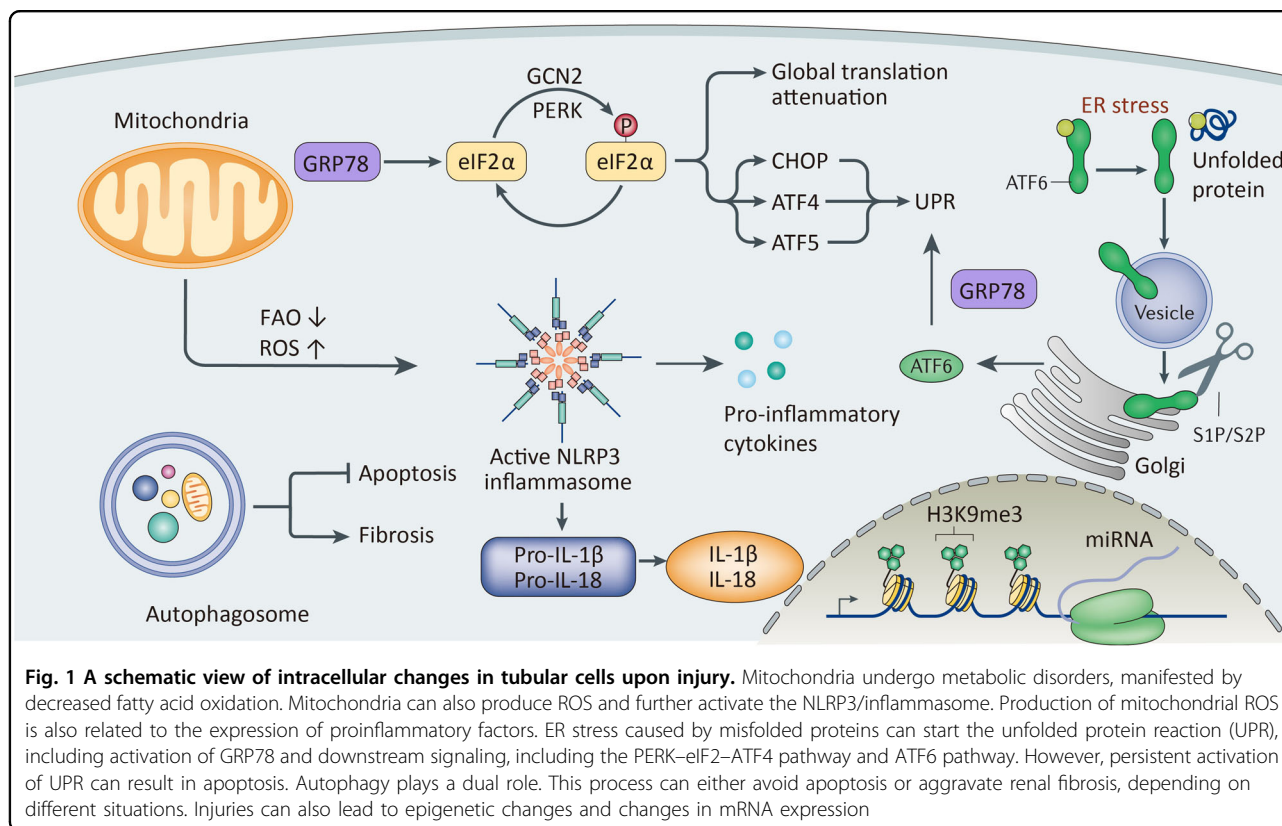 Mitochondria
GRP78
eIF2α
GCN2
PERK
P
eIF2α
Global translation
attenuation
CHOP
ATF4
ATF5
UPR
ER stress
ATF6
Unfolded
protein
Vesicle
S1P/S2P
Golgi
ATF6
GRP78
FAO ↓
ROS ↑
Active NLRP3
inflammasome
Pro-inflammatory
cytokines
Pro-IL-1β
Pro-IL-18
IL-1β
IL-18
Apoptosis
Fibrosis
Autophagosome
H3K9me3
miRNA
Fig. 1 A schematic view of intracellular changes in tubular cells upon injury. Mitochondria undergo metabolic disorders, manifested by
decreased fatty acid oxidation. Mitochondria can also produce ROS and further activate the NLRP3/inflammasome. Production of mitochondrial ROS
is also related to the expression of proinflammatory factors. ER stress caused by misfolded proteins can start the unfolded protein reaction (UPR),
including activation of GRP78 and downstream signaling, including the PERK–eIF2–ATF4 pathway and ATF6 pathway. However, persistent activation
of UPR can result in apoptosis. Autophagy plays a dual role. This process can either avoid apoptosis or aggravate renal fibrosis, depending on
different situations. Injuries can also lead to epigenetic changes and changes in mRNA expression